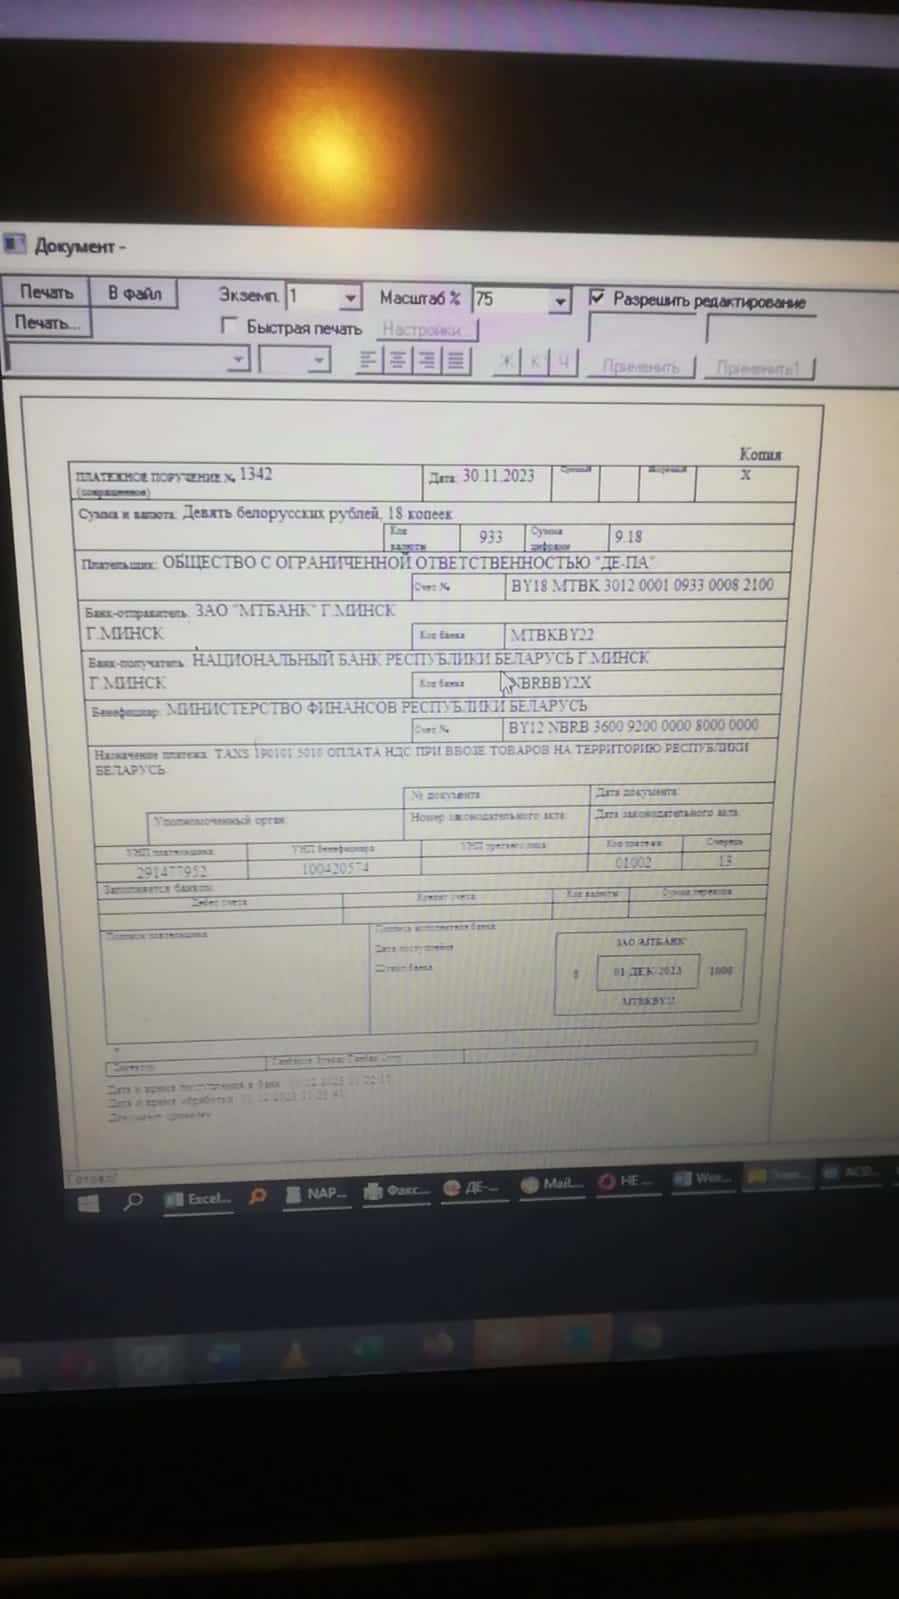 Документ -
Печать В файл Экземп. 1 Масштаб % 75 Разрешить редактирование
Печать... Быстрая печать Настройки...
Ж К Ч Применить Применить1
Копия
ПЛАТЕЖНОЕ ПОРУЧЕНИЕ № 1342 Дата: 30.11.2023 Срочный X
Сумма и валюта: Девять белорусских рублей, 18 копеек
Код валюты 933 Сумма цифрами 9.18
Плательщик: ОБЩЕСТВО С ОГРАНИЧЕННОЙ ОТВЕТСТВЕННОСТЬЮ "ДЕ-ПА"
Счет № BY18 MTBK 3012 0001 0933 0008 2100
Банк-отправитель: ЗАО "МТБАНК" Г.МИНСК
Г.МИНСК Код банка MTBKBY22
Банк-получатель: НАЦИОНАЛЬНЫЙ БАНК РЕСПУБЛИКИ БЕЛАРУСЬ Г.МИНСК
Г.МИНСК Код банка NBRBBY2X
Бенефициар: МИНИСТЕРСТВО ФИНАНСОВ РЕСПУБЛИКИ БЕЛАРУСЬ
Счет № BY12 NBRB 3600 9200 0000 8000 0000
Назначение платежа: TAXS 190101 5010 ОПЛАТА НДС ПРИ ВВОЗЕ ТОВАРОВ НА ТЕРРИТОРИЮ РЕСПУБЛИКИ
БЕЛАРУСЬ
№ документа Дата документа:
Уполномоченный орган: Номер законодательного акта: Дата законодательного акта:
УНП плательщика УНП бенефициара УНП третьего лица Код платежа Очередь
291477952 100420574 01002 13
Заполняется банком:
Дебет счета Кредит счета Код валюты Сумма перевода
Подписи плательщика Подпись исполнителя банка
Дата поступления
Штамп банка
ЗАО МТБАНК
01 ДЕК 2023
MTBKBY22
Дата и время поступления в банк
Дата и время обработки
Готово!
Excel... NAP... Факс... ДЕ-... Mail... НЕ... Wor... ACD...